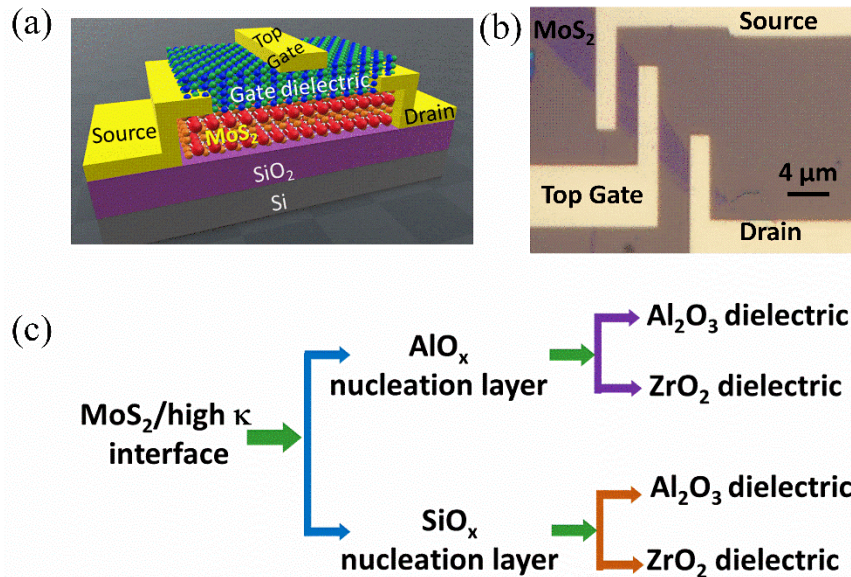 (a)
Top
Gate
Gate dielectric
Source
MoS₂
Drain
SiO₂
Si
(b)
MoS₂
Source
Top Gate
4 μm
Drain
(c)
MoS₂/high κ
interface
AlOₓ
nucleation layer
Al₂O₃ dielectric
ZrO₂ dielectric
SiOₓ
nucleation layer
Al₂O₃ dielectric
ZrO₂ dielectric